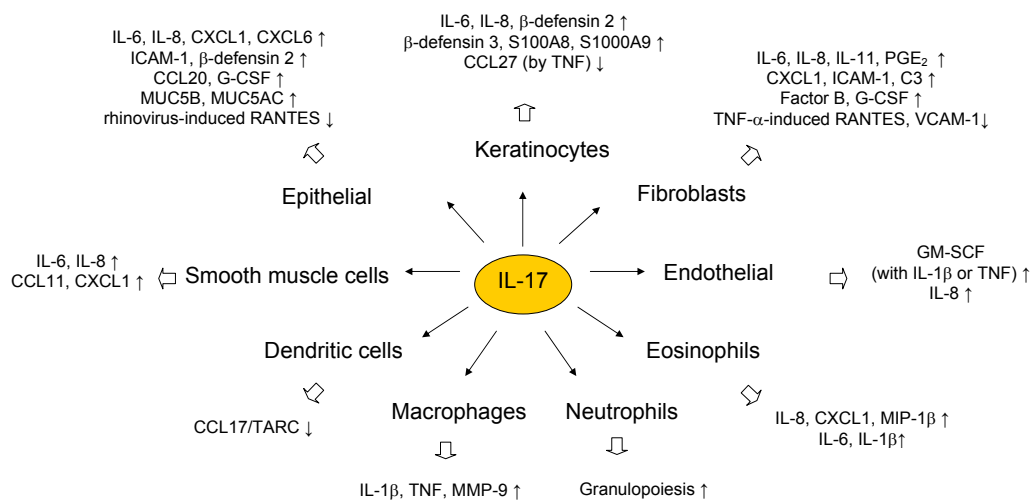 IL-6, IL-8, CXCL1, CXCL6 ↑
ICAM-1, β-defensin 2 ↑
CCL20, G-CSF ↑
MUC5B, MUC5AC ↑
rhinovirus-induced RANTES ↓
Epithelial
IL-6, IL-8, β-defensin 2 ↑
β-defensin 3, S100A8, S1000A9 ↑
CCL27 (by TNF) ↓
Keratinocytes
IL-6, IL-8, IL-11, PGE₂ ↑
CXCL1, ICAM-1, C3 ↑
Factor B, G-CSF ↑
TNF-α-induced RANTES, VCAM-1↓
Fibroblasts
IL-6, IL-8 ↑
CCL11, CXCL1 ↑
Smooth muscle cells
IL-17
Endothelial
GM-SCF
(with IL-1β or TNF) ↑
IL-8 ↑
Dendritic cells
CCL17/TARC ↓
Macrophages
IL-1β, TNF, MMP-9 ↑
Neutrophils
Granulopoiesis ↑
Eosinophils
IL-8, CXCL1, MIP-1β ↑
IL-6, IL-1β↑